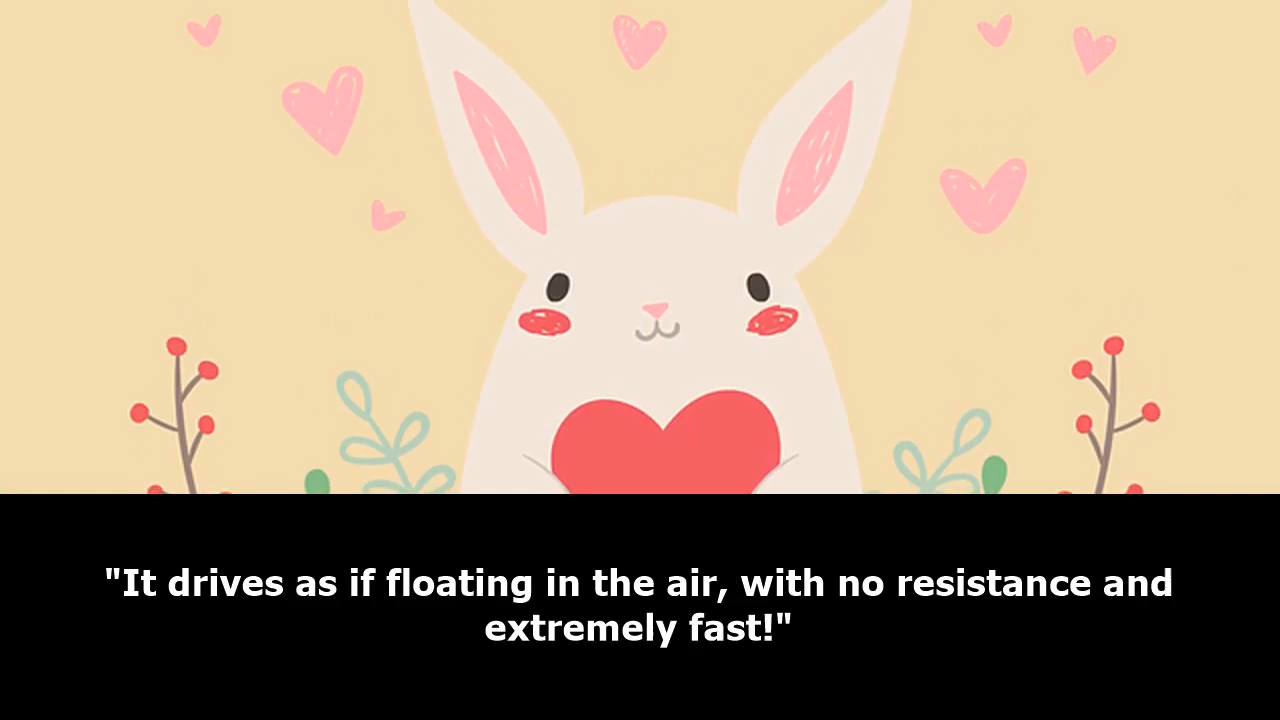 "It drives as if floating in the air, with no resistance and
extremely fast!"